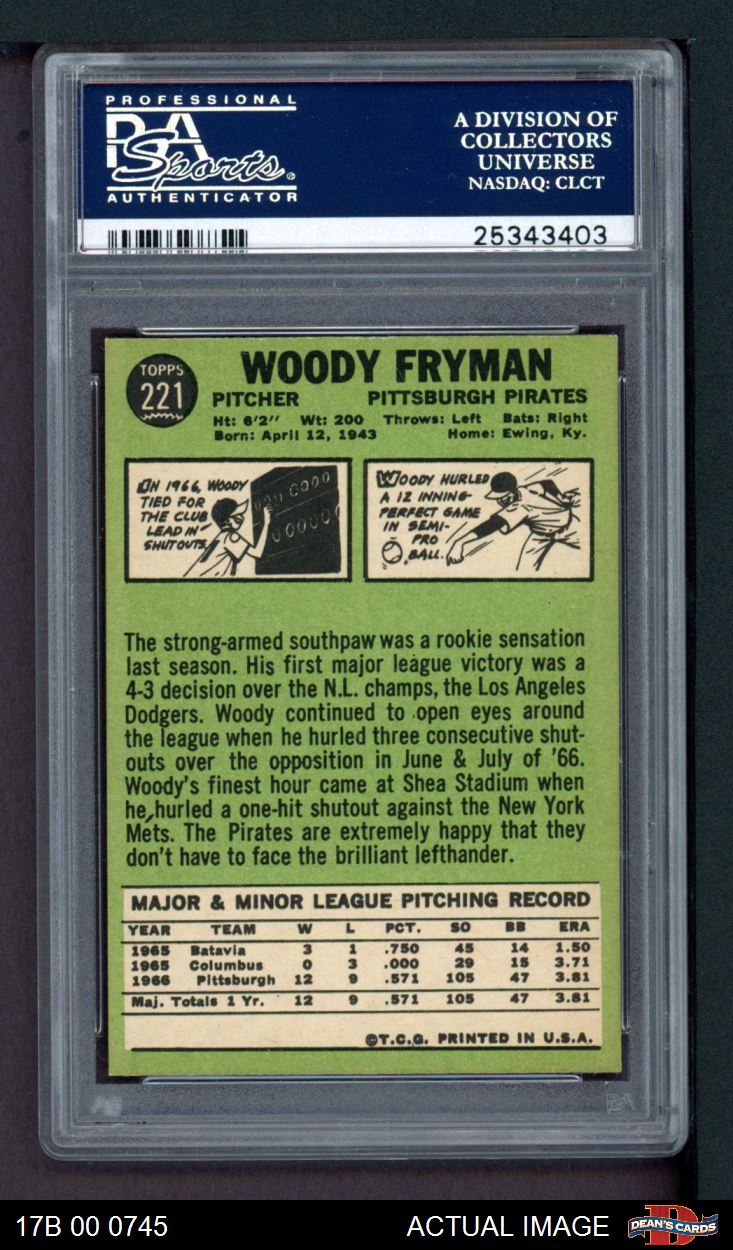 PROFESSIONAL
PSA
Sports®
AUTHENTICATOR
A DIVISION OF
COLLECTORS
UNIVERSE
NASDAQ: CLCT
25343403
TOPPS
221
WOODY FRYMAN
PITCHER PITTSBURGH PIRATES
Ht: 6'2" Wt: 200 Throws: Left Bats: Right
Born: April 12, 1943 Home: Ewing, Ky.
IN 1966, WOODY
TIED FOR
THE CLUB
LEAD IN
SHUTOUTS.
WOODY HURLED
A 12 INNING
PERFECT GAME
IN SEMI-
PRO
BALL.
The strong-armed southpaw was a rookie sensation
last season. His first major league victory was a
4-3 decision over the N.L. champs, the Los Angeles
Dodgers. Woody continued to open eyes around
the league when he hurled three consecutive shut-
outs over the opposition in June & July of '66.
Woody's finest hour came at Shea Stadium when
he hurled a one-hit shutout against the New York
Mets. The Pirates are extremely happy that they
don't have to face the brilliant lefthander.
MAJOR & MINOR LEAGUE PITCHING RECORD
YEAR TEAM W L PCT. SO BB ERA
1965 Batavia 3 1 .750 45 14 1.50
1965 Columbus 0 3 .000 29 15 3.71
1966 Pittsburgh 12 9 .571 105 47 3.81
Maj. Totals 1 Yr. 12 9 .571 105 47 3.81
©T.C.G. PRINTED IN U.S.A.
17B 00 0745 ACTUAL IMAGE DEAN'S CARDS